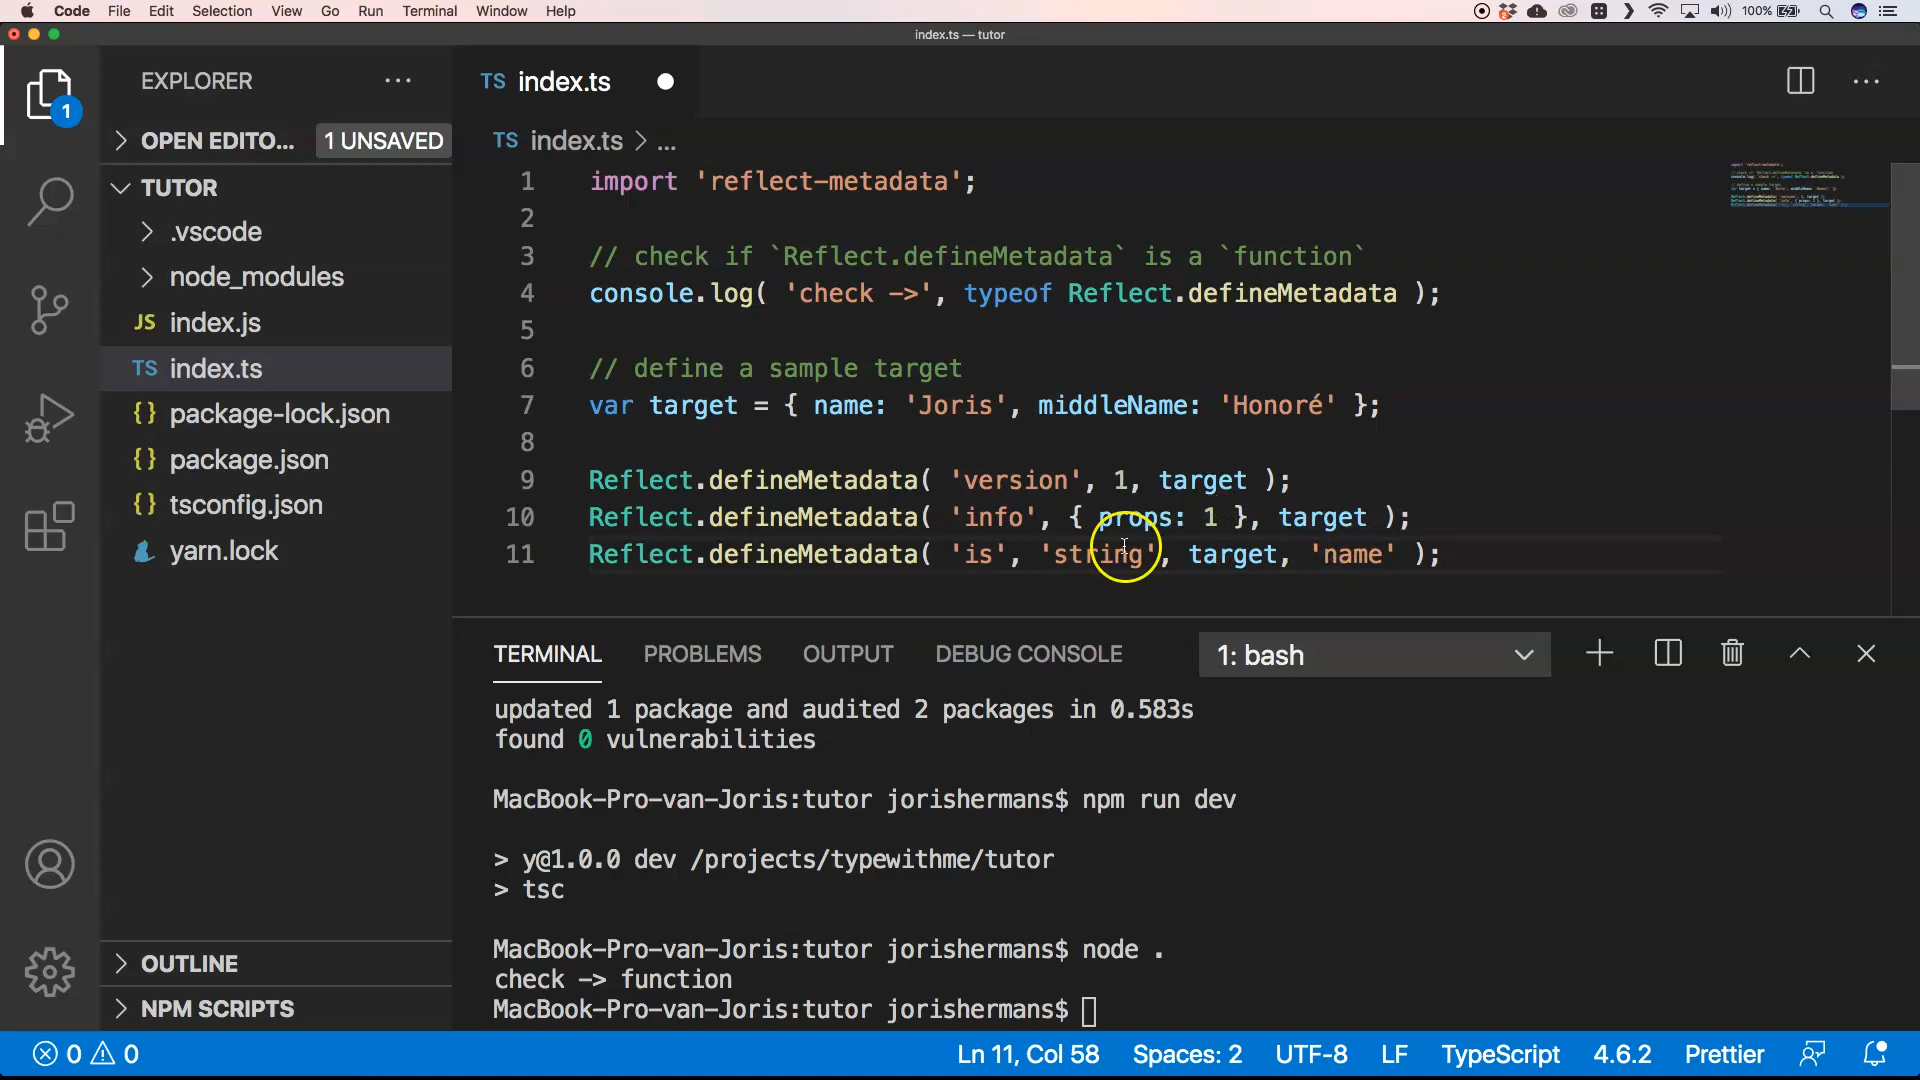 Code File Edit Selection View Go Run Terminal Window Help 100%
index.ts — tutor
EXPLORER
OPEN EDITO... 1 UNSAVED
TUTOR
.vscode
node_modules
JS index.js
TS index.ts
{} package-lock.json
{} package.json
{} tsconfig.json
yarn.lock
OUTLINE
NPM SCRIPTS
1
TS index.ts
TS index.ts > ...
1 import 'reflect-metadata';
2
3 // check if `Reflect.defineMetadata` is a `function`
4 console.log( 'check ->', typeof Reflect.defineMetadata );
5
6 // define a sample target
7 var target = { name: 'Joris', middleName: 'Honoré' };
8
9 Reflect.defineMetadata( 'version', 1, target );
10 Reflect.defineMetadata( 'info', { props: 1 }, target );
11 Reflect.defineMetadata( 'is', 'string', target, 'name' );
TERMINAL PROBLEMS OUTPUT DEBUG CONSOLE 1: bash
updated 1 package and audited 2 packages in 0.583s
found 0 vulnerabilities
MacBook-Pro-van-Joris:tutor jorishermans$ npm run dev
> y@1.0.0 dev /projects/typewithme/tutor
> tsc
MacBook-Pro-van-Joris:tutor jorishermans$ node .
check -> function
MacBook-Pro-van-Joris:tutor jorishermans$
0 0 Ln 11, Col 58 Spaces: 2 UTF-8 LF TypeScript 4.6.2 Prettier